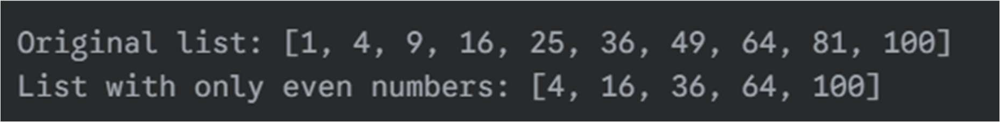 Original list: [1, 4, 9, 16, 25, 36, 49, 64, 81, 100]
List with only even numbers: [4, 16, 36, 64, 100]